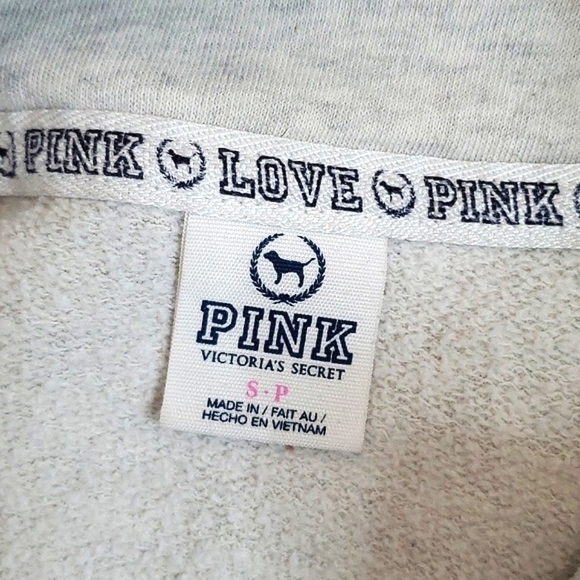 PINK LOVE PINK
PINK
VICTORIA'S SECRET
S·P
MADE IN / FAIT AU /
HECHO EN VIETNAM